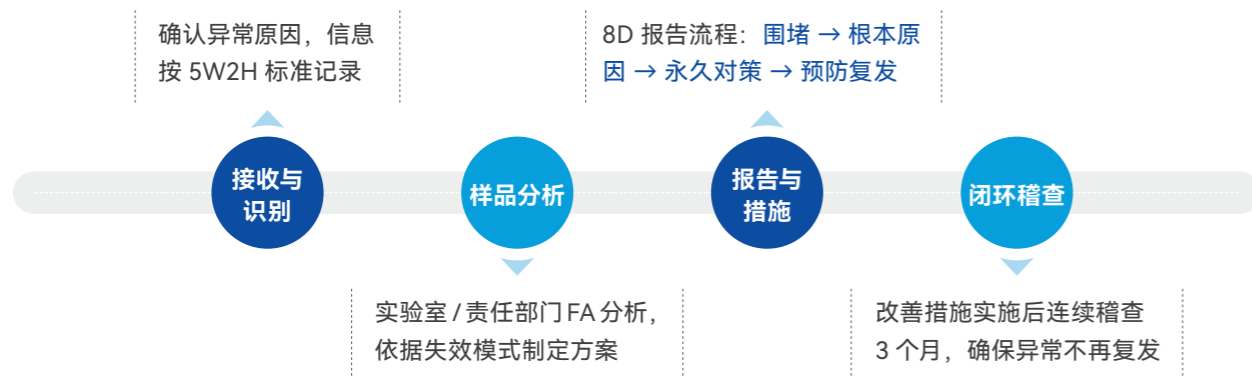 确认异常原因，信息
按 5W2H 标准记录
8D 报告流程：围堵 → 根本原
因 → 永久对策 → 预防复发
接收与
识别
样品分析
报告与
措施
闭环稽查
实验室 / 责任部门 FA 分析，
依据失效模式制定方案
改善措施实施后连续稽查
3 个月，确保异常不再复发